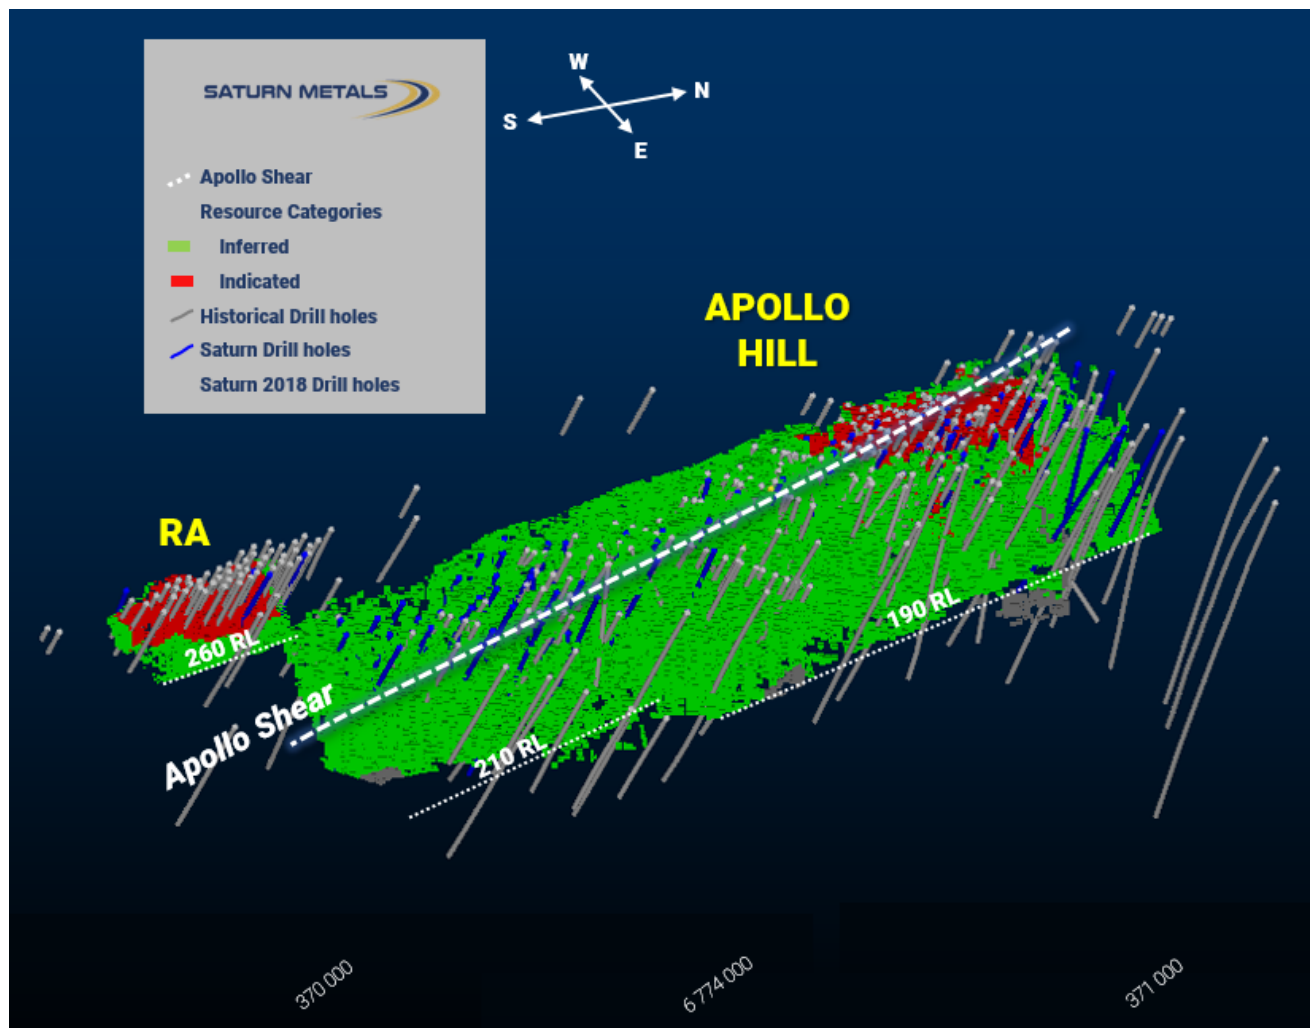 SATURN METALS
Apollo Shear
Resource Categories
Inferred
Indicated
Historical Drill holes
Saturn Drill holes
Saturn 2018 Drill holes
W
N
S
E
APOLLO
HILL
RA
260 RL
190 RL
Apollo Shear
210 RL
370 000
6 774 000
371 000